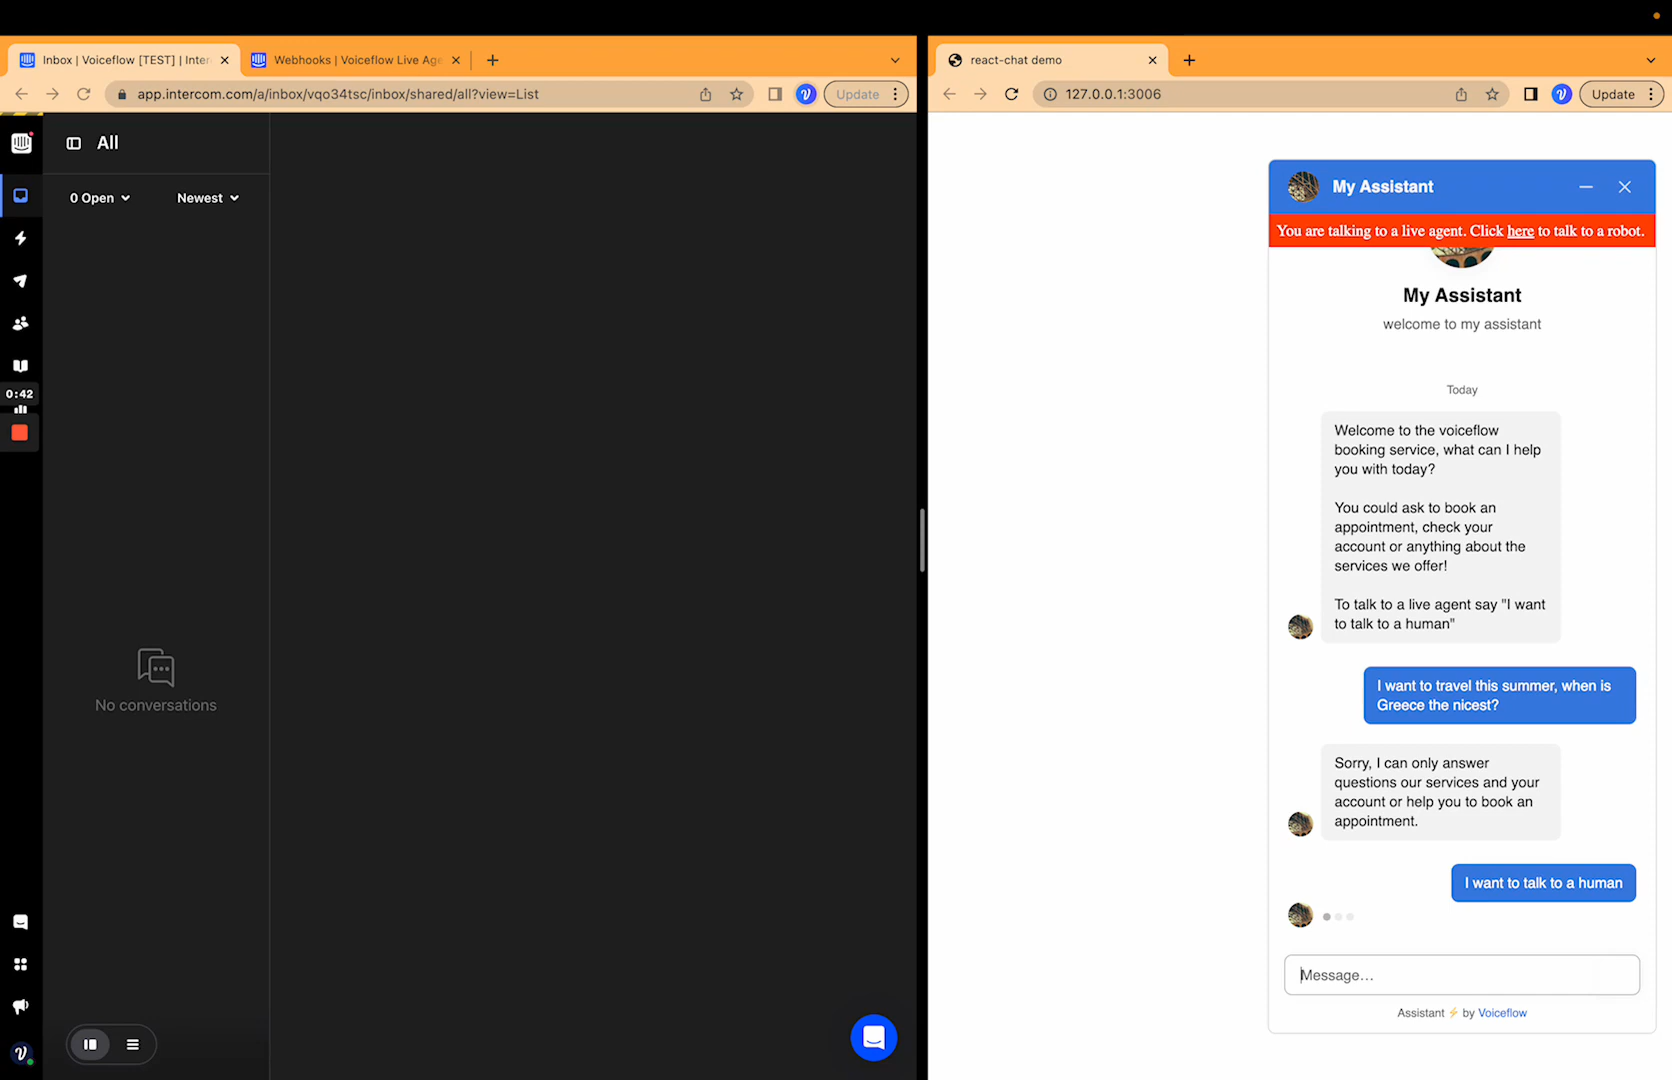 Inbox | Voiceflow [TEST] | Inter
Webhooks | Voiceflow Live Age
app.intercom.com/a/inbox/vqo34tsc/inbox/shared/all?view=List
Update
All
0 Open
Newest
0:42
No conversations
react-chat demo
127.0.0.1:3006
Update
My Assistant
You are talking to a live agent. Click here to talk to a robot.
My Assistant
welcome to my assistant
Today
Welcome to the voiceflow
booking service, what can I help
you with today?
You could ask to book an
appointment, check your
account or anything about the
services we offer!
To talk to a live agent say "I want
to talk to a human"
I want to travel this summer, when is
Greece the nicest?
Sorry, I can only answer
questions our services and your
account or help you to book an
appointment.
I want to talk to a human
Message...
Assistant ⚡ by Voiceflow